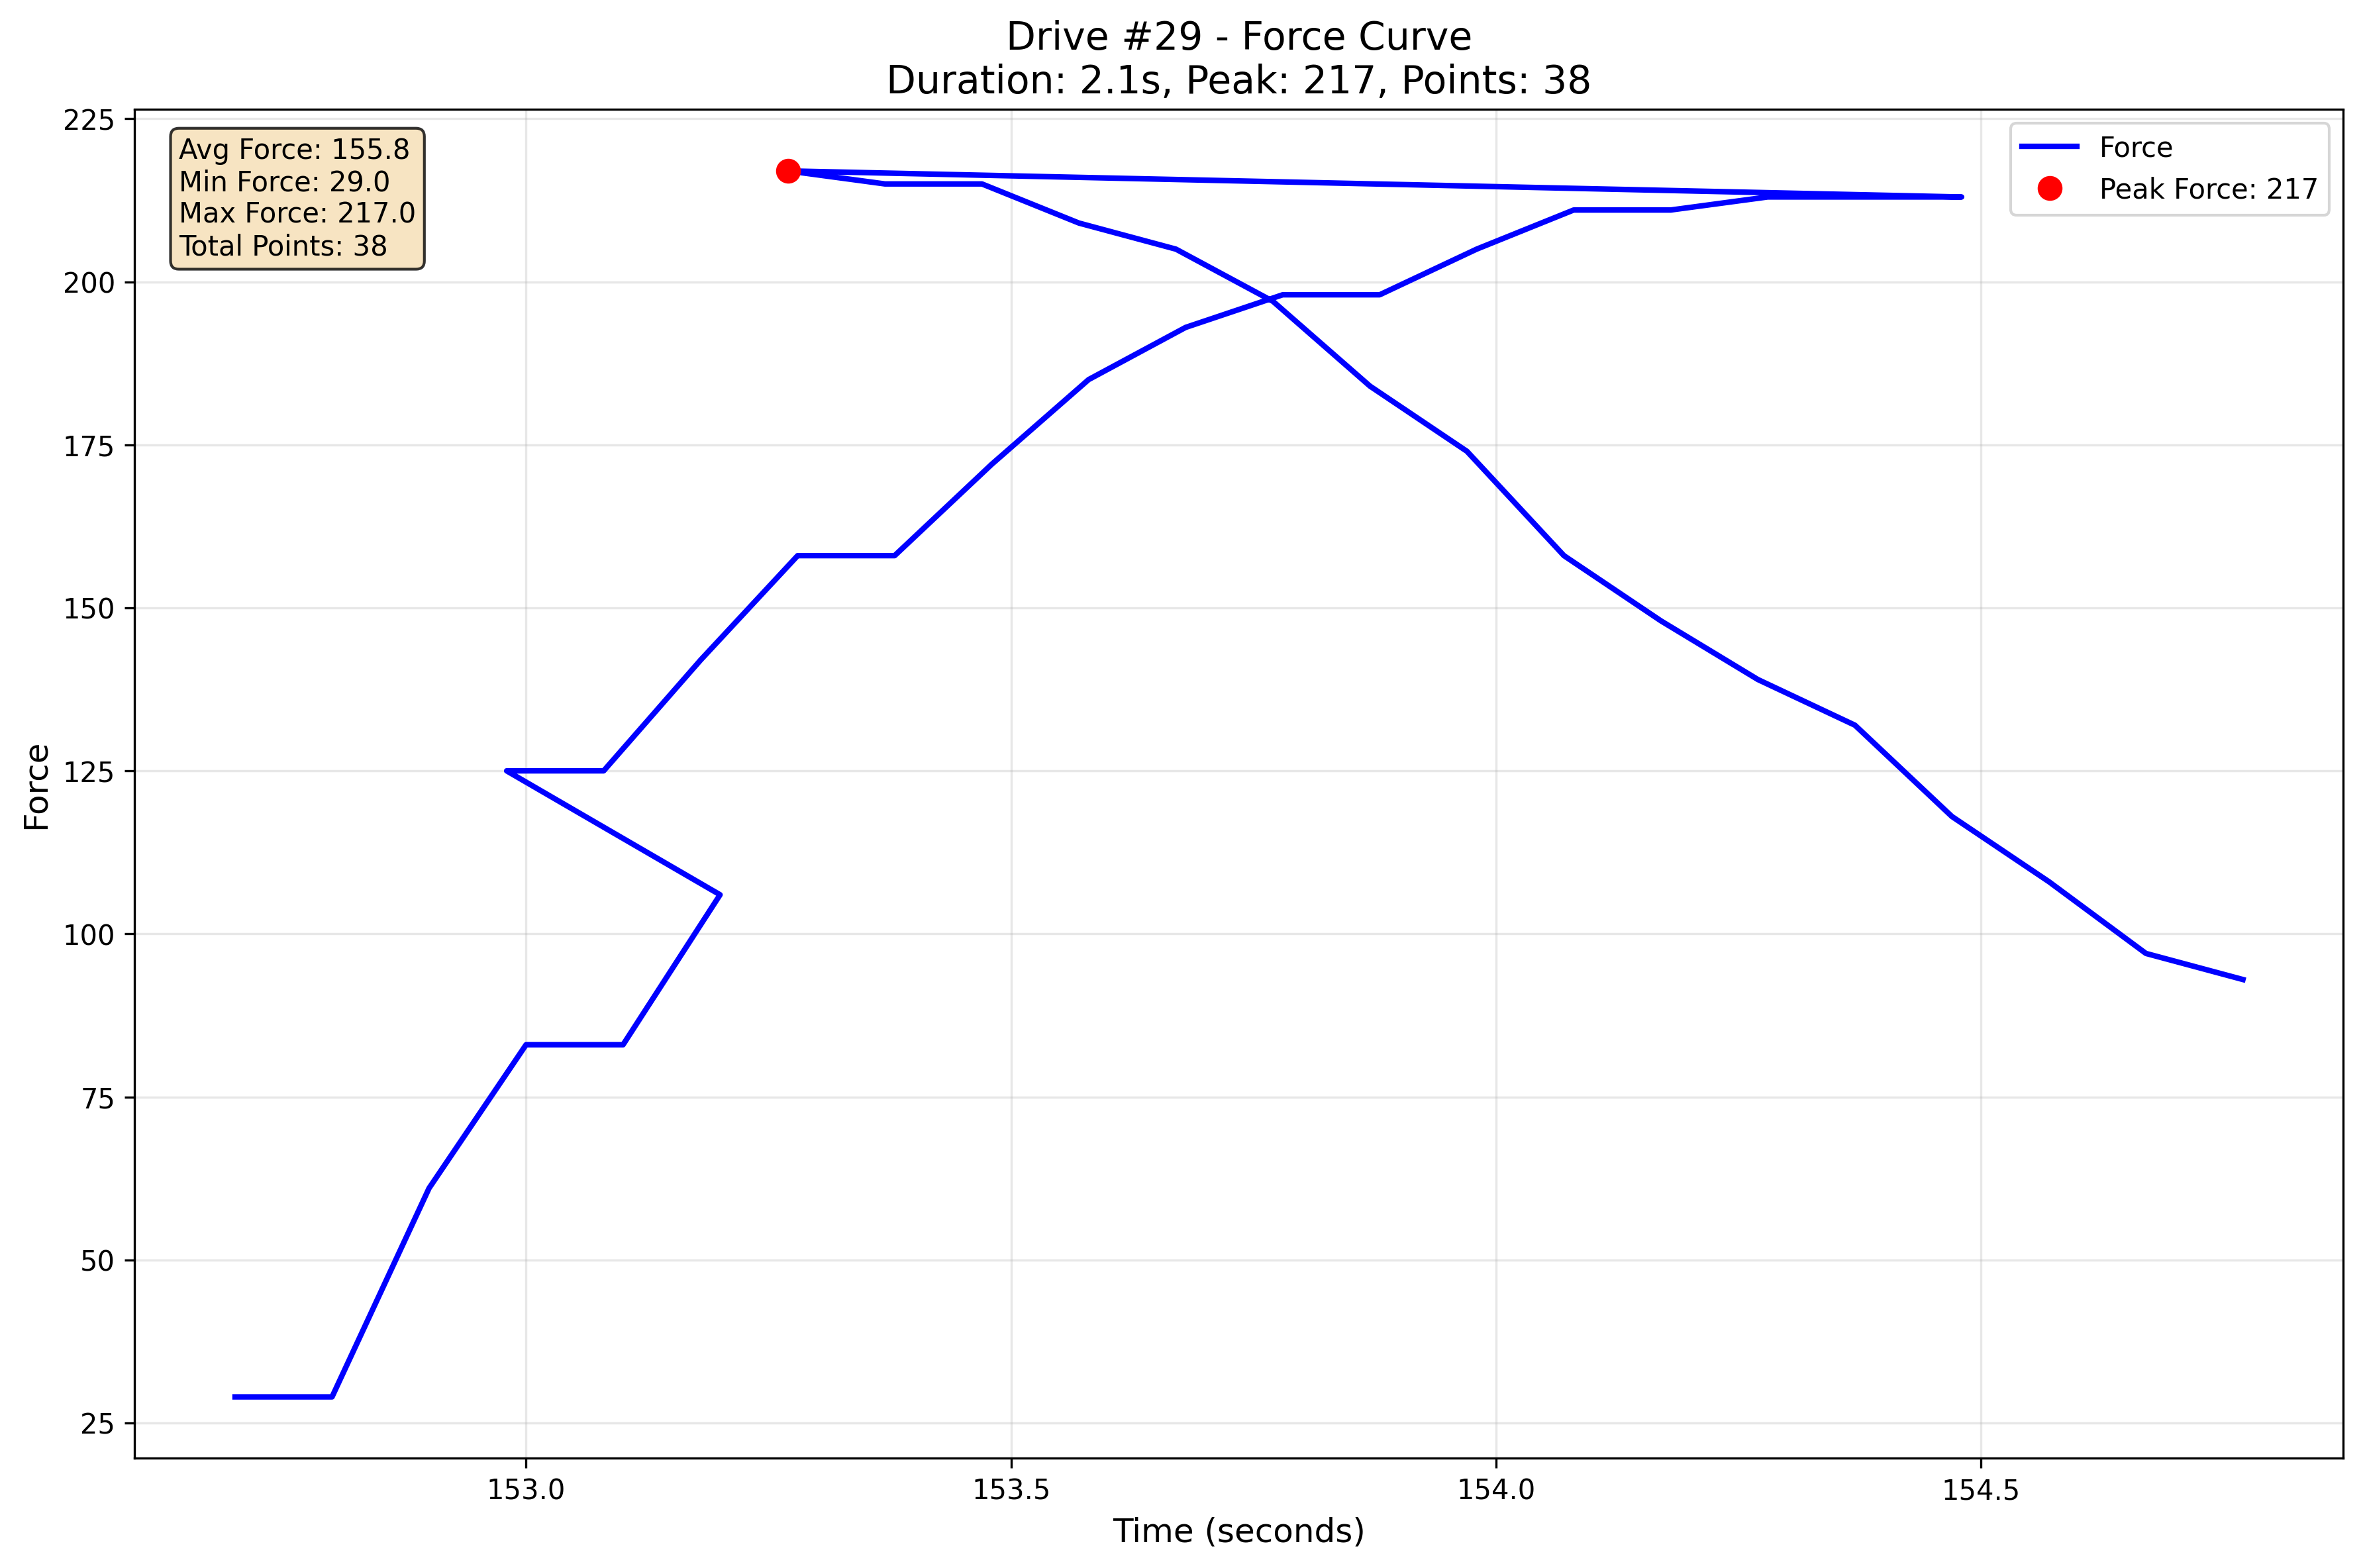 Drive #29 - Force Curve
Duration: 2.1s, Peak: 217, Points: 38
Avg Force: 155.8
Min Force: 29.0
Max Force: 217.0
Total Points: 38
Force
Peak Force: 217
225
200
175
150
125
100
75
50
25
Force
153.0
153.5
154.0
154.5
Time (seconds)